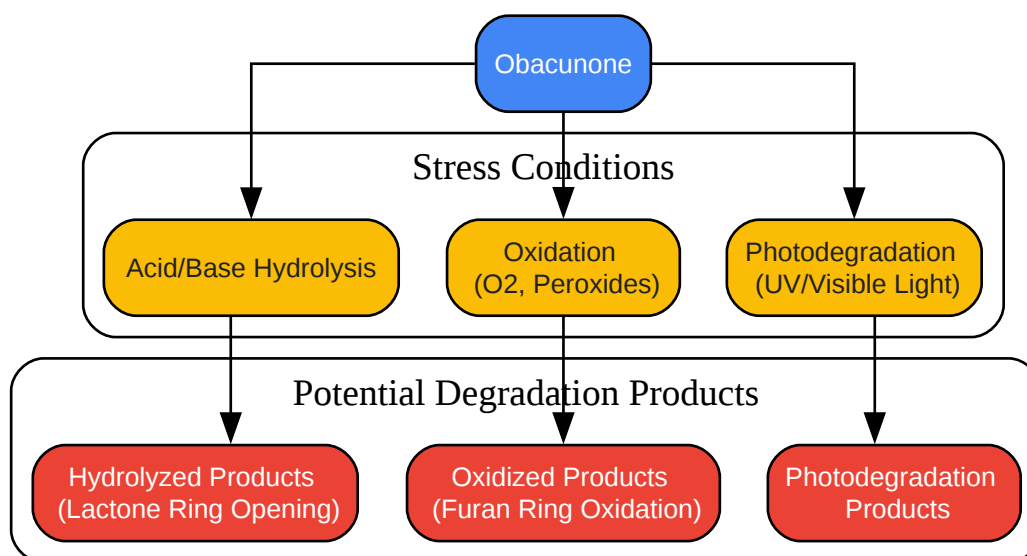 Obacunone
Stress Conditions
Acid/Base Hydrolysis
Oxidation
(O2, Peroxides)
Photodegradation
(UV/Visible Light)
Potential Degradation Products
Hydrolyzed Products
(Lactone Ring Opening)
Oxidized Products
(Furan Ring Oxidation)
Photodegradation
Products